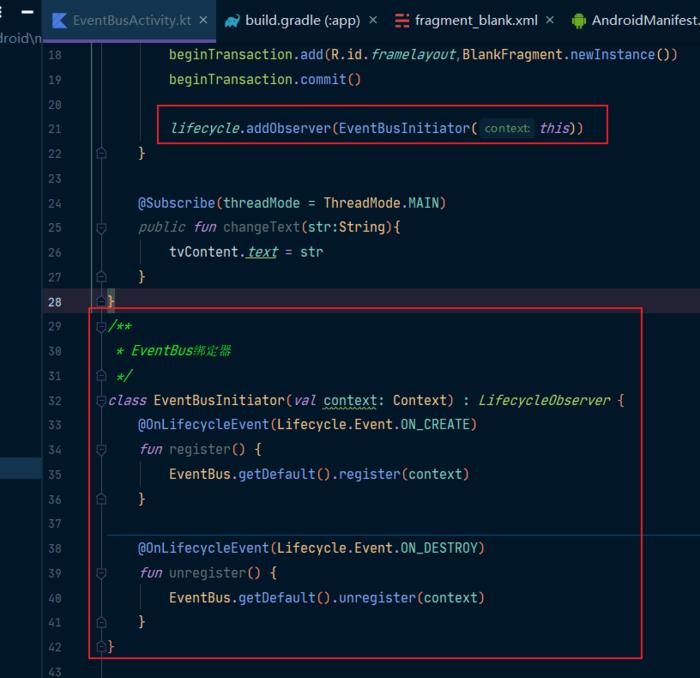 droid\n
EventBusActivity.kt
build.gradle (:app)
fragment_blank.xml
AndroidManifest.
18 beginTransaction.add(R.id.framelayout,BlankFragment.newInstance())
19 beginTransaction.commit()
20
21 lifecycle.addObserver(EventBusInitiator( context: this))
22 }
23
24 @Subscribe(threadMode = ThreadMode.MAIN)
25 public fun changeText(str:String){
26 tvContent.text = str
27 }
28 }
29 /**
30 * EventBus绑定器
31 */
32 class EventBusInitiator(val context: Context) : LifecycleObserver {
33 @OnLifecycleEvent(Lifecycle.Event.ON_CREATE)
34 fun register() {
35 EventBus.getDefault().register(context)
36 }
37
38 @OnLifecycleEvent(Lifecycle.Event.ON_DESTROY)
39 fun unregister() {
40 EventBus.getDefault().unregister(context)
41 }
42 }
43